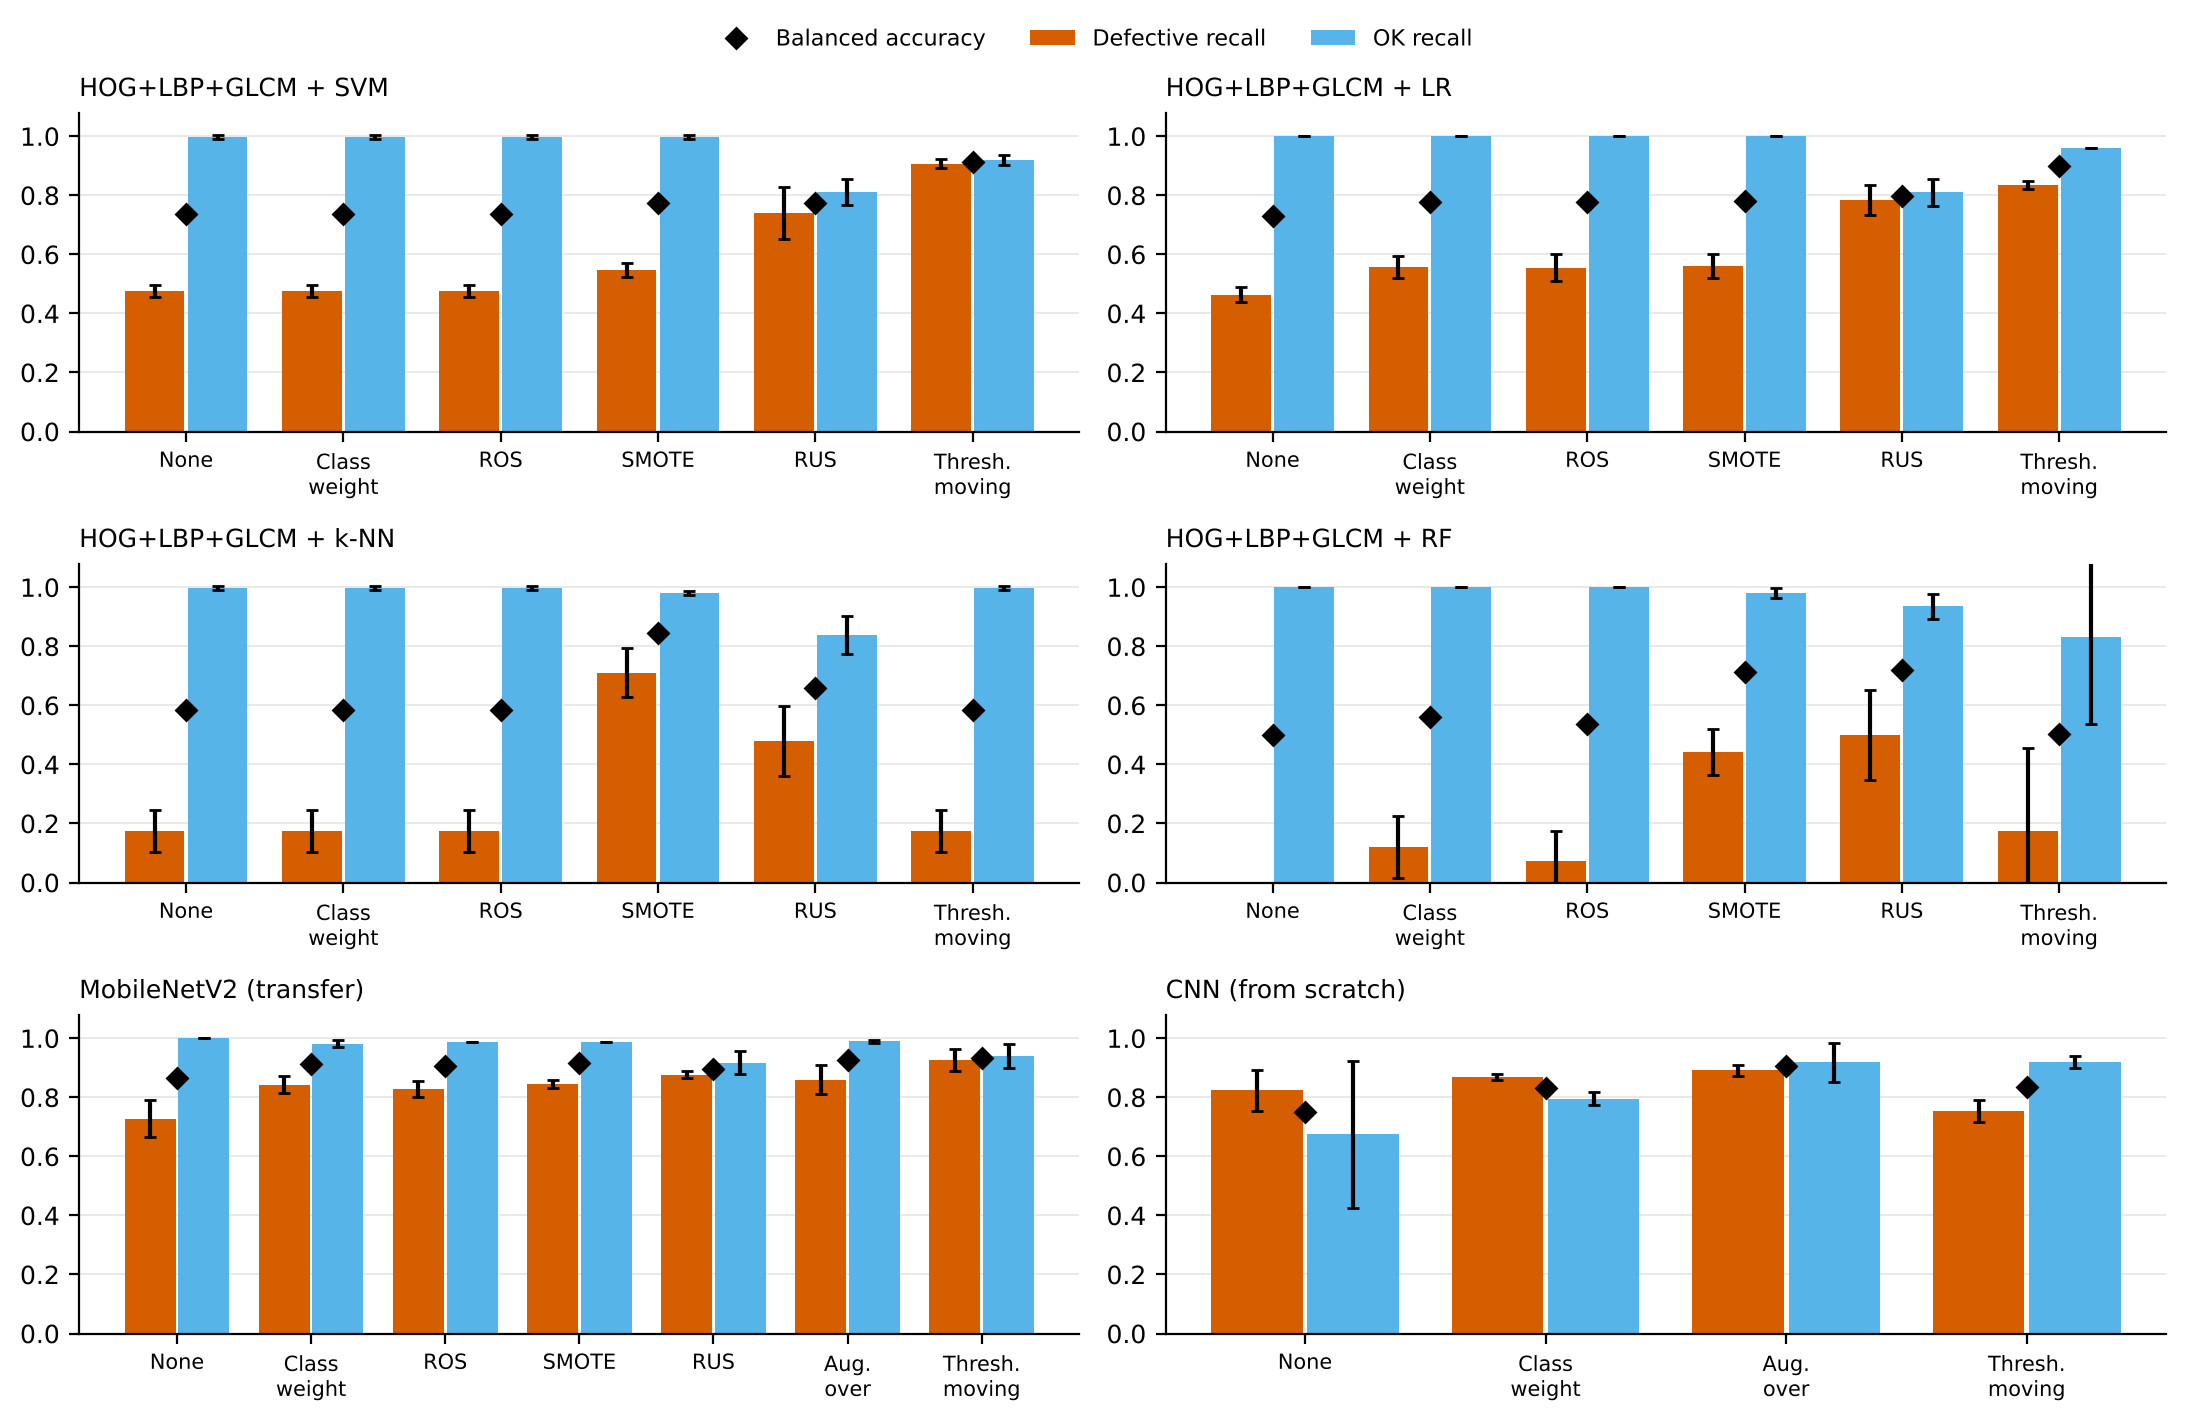 Balanced accuracy Defective recall OK recall
HOG+LBP+GLCM + SVM
1.0
0.8
0.6
0.4
0.2
0.0
None Class weight ROS SMOTE RUS Thresh. moving
HOG+LBP+GLCM + LR
1.0
0.8
0.6
0.4
0.2
0.0
None Class weight ROS SMOTE RUS Thresh. moving
HOG+LBP+GLCM + k-NN
1.0
0.8
0.6
0.4
0.2
0.0
None Class weight ROS SMOTE RUS Thresh. moving
HOG+LBP+GLCM + RF
1.0
0.8
0.6
0.4
0.2
0.0
None Class weight ROS SMOTE RUS Thresh. moving
MobileNetV2 (transfer)
1.0
0.8
0.6
0.4
0.2
0.0
None Class weight ROS SMOTE RUS Aug. over Thresh. moving
CNN (from scratch)
1.0
0.8
0.6
0.4
0.2
0.0
None Class weight Aug. over Thresh. moving